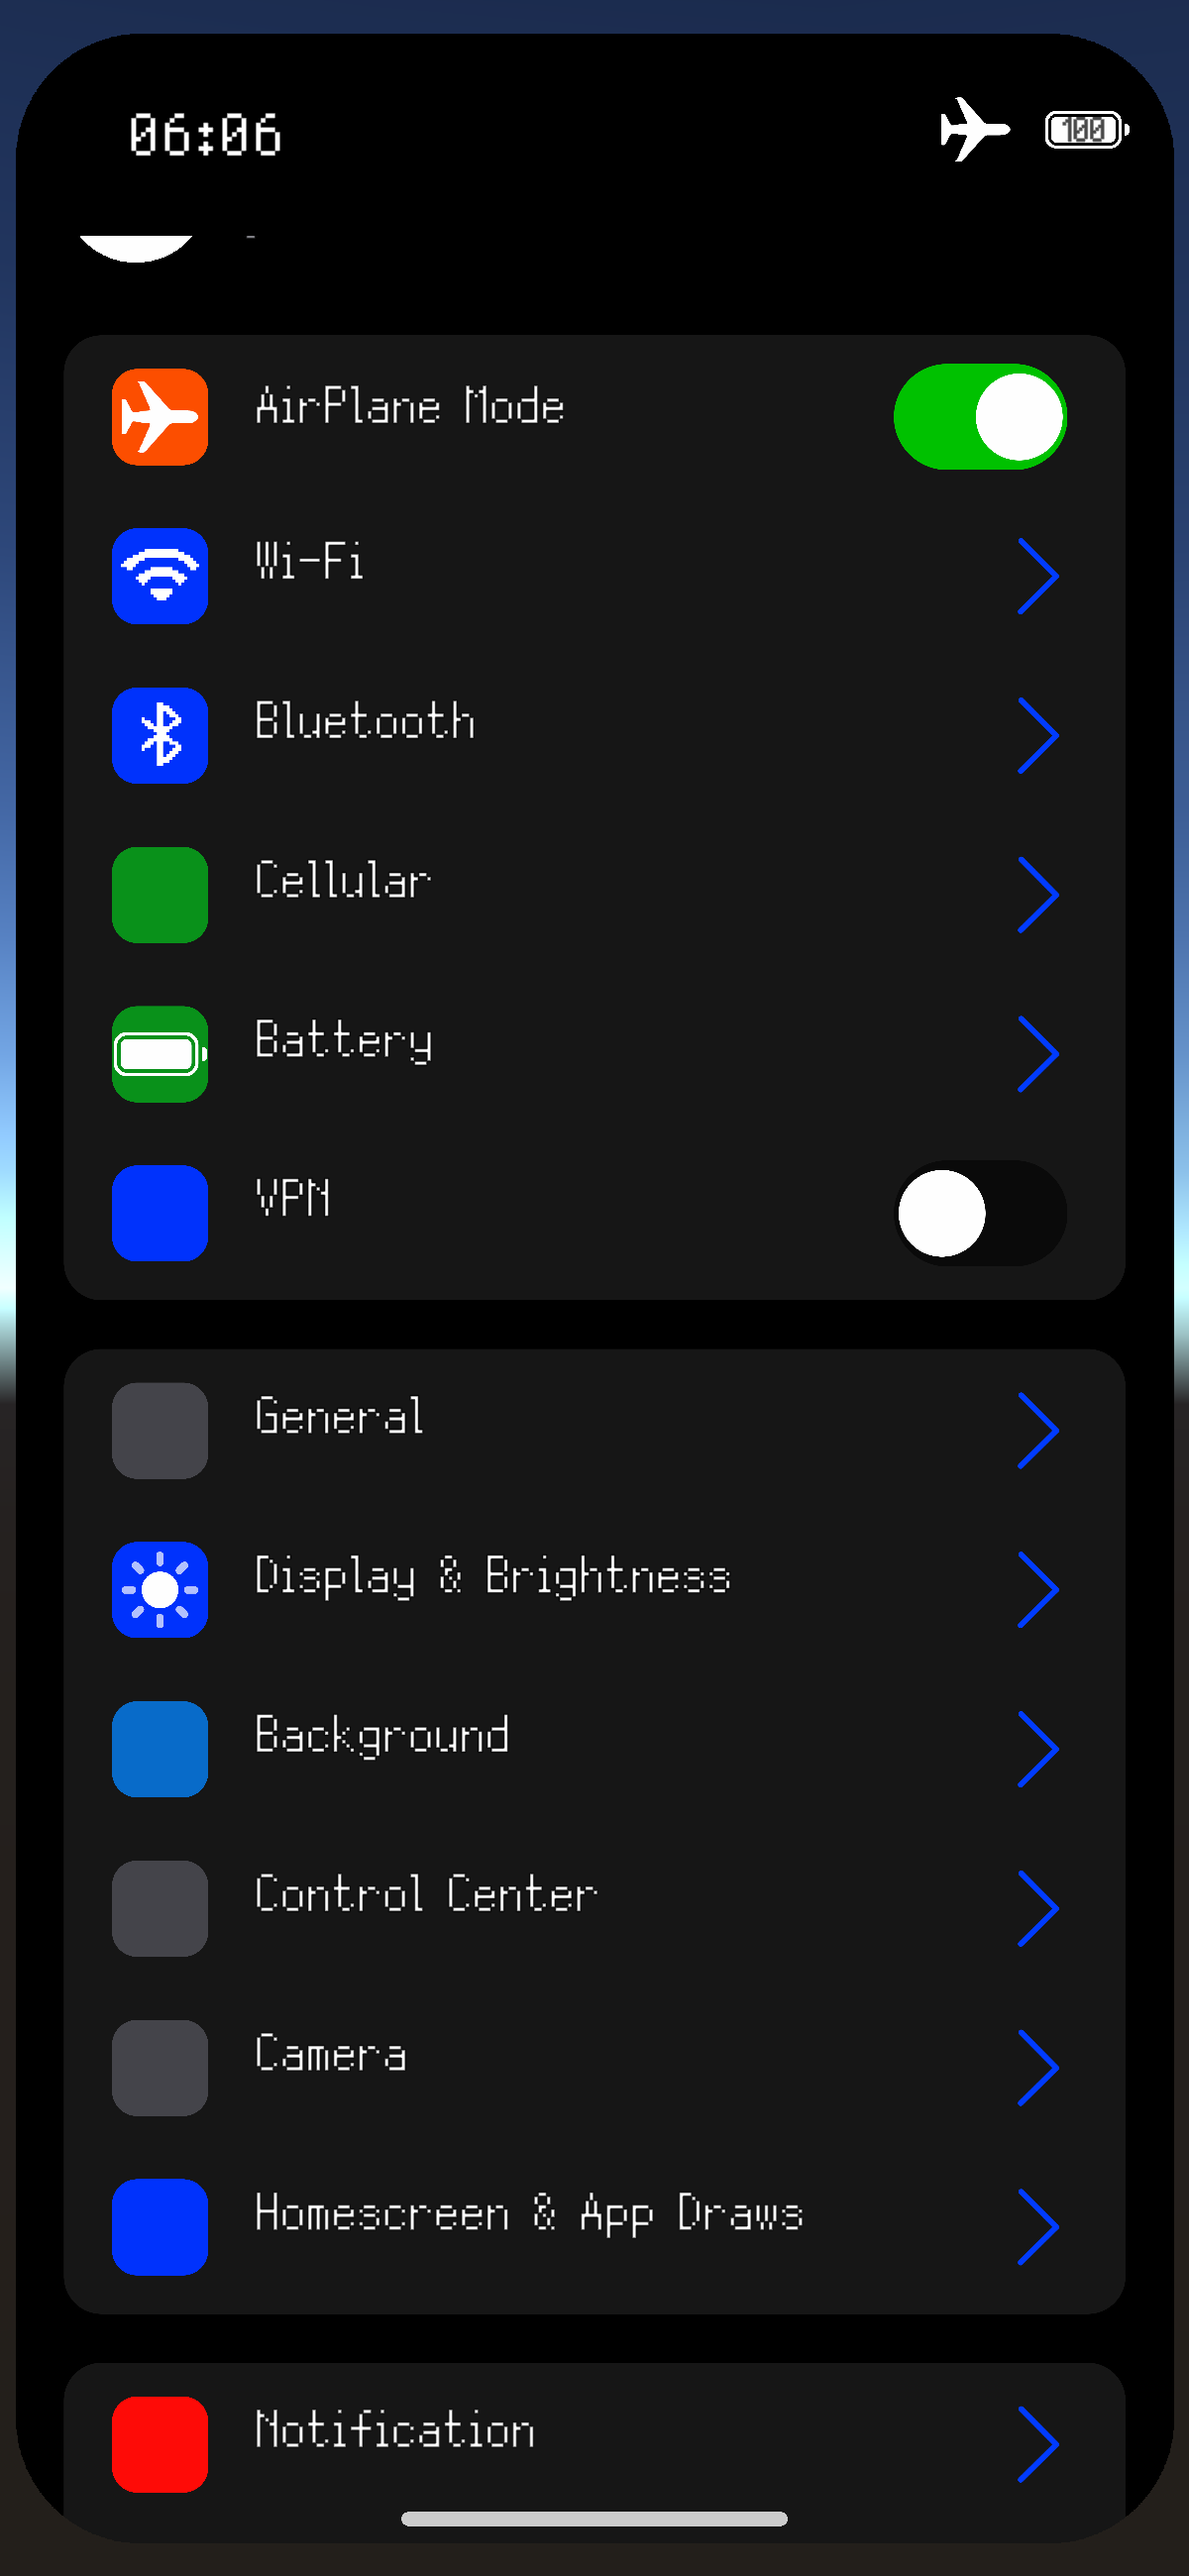 06:06
100
AirPlane Mode
Wi-Fi
Bluetooth
Cellular
Battery
VPN
General
Display & Brightness
Background
Control Center
Camera
Homescreen & App Draws
Notification